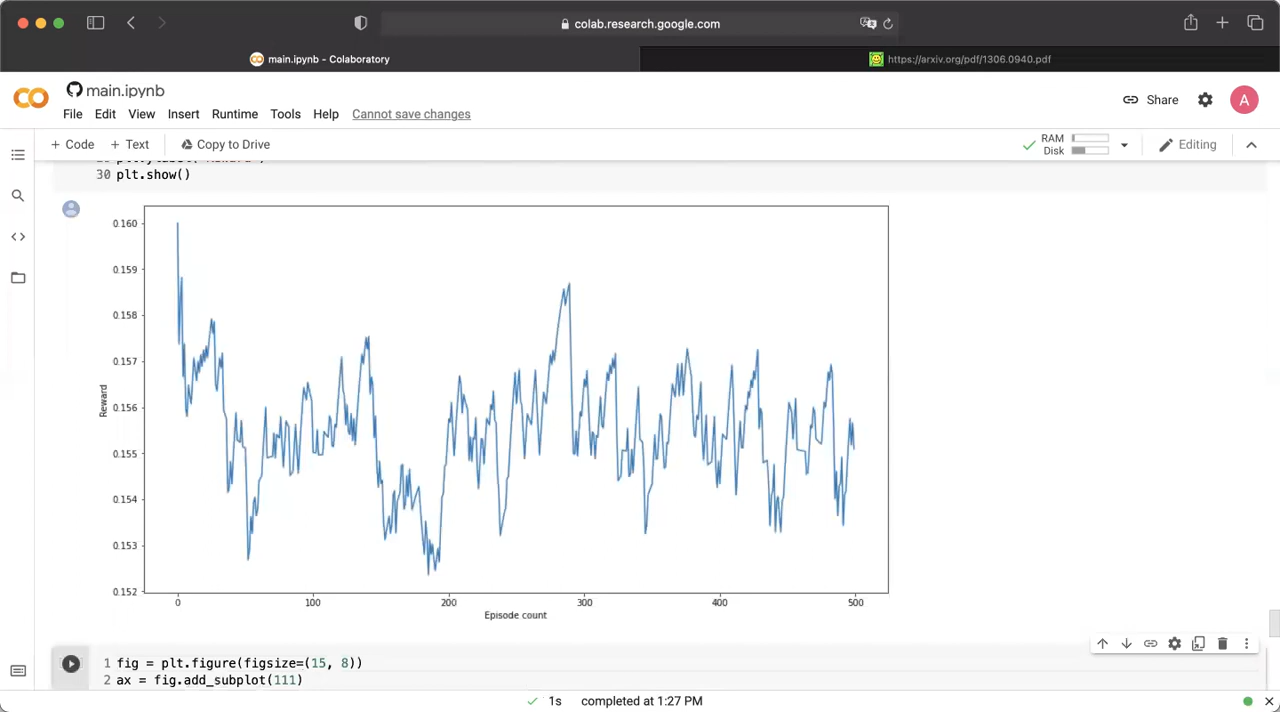 colab.research.google.com
main.ipynb - Colaboratory
https://arxiv.org/pdf/1306.0940.pdf
main.ipynb
Share
A
File Edit View Insert Runtime Tools Help Cannot save changes
+ Code + Text Copy to Drive
RAM
Disk
Editing
30 plt.show()
0.160
0.159
0.158
0.157
0.156
0.155
0.154
0.153
0.152
Reward
0 100 200 300 400 500
Episode count
1 fig = plt.figure(figsize=(15, 8))
2 ax = fig.add_subplot(111)
1s completed at 1:27 PM